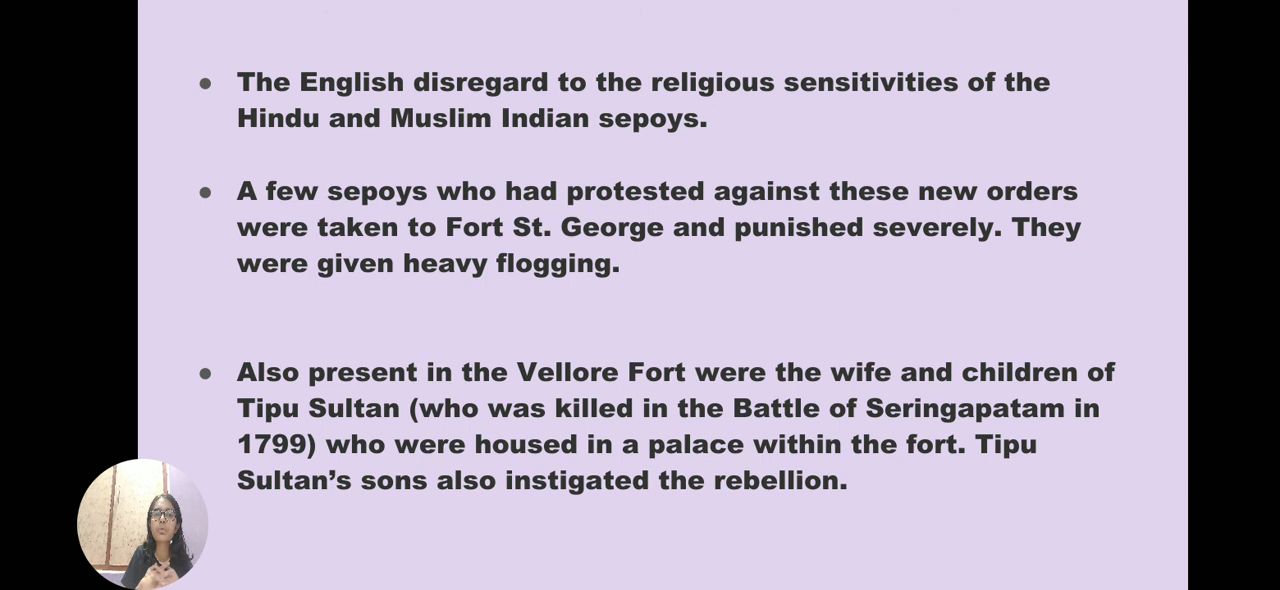 ● The English disregard to the religious sensitivities of the
Hindu and Muslim Indian sepoys.
● A few sepoys who had protested against these new orders
were taken to Fort St. George and punished severely. They
were given heavy flogging.
● Also present in the Vellore Fort were the wife and children of
Tipu Sultan (who was killed in the Battle of Seringapatam in
1799) who were housed in a palace within the fort. Tipu
Sultan’s sons also instigated the rebellion.